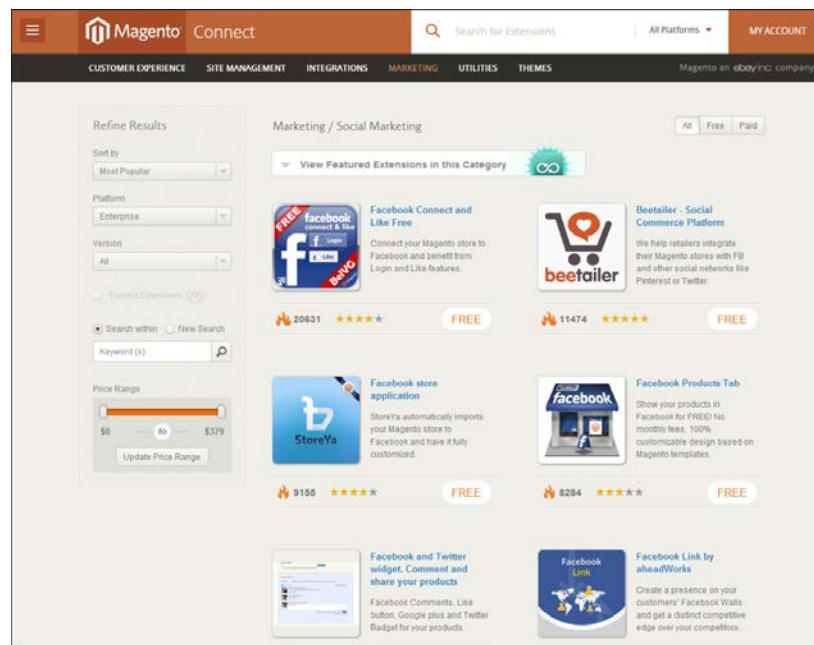 Magento Connect
Search for Extensions
All Platforms
MY ACCOUNT
CUSTOMER EXPERIENCE SITE MANAGEMENT INTEGRATIONS MARKETING UTILITIES THEMES
Magento an ebay inc company
Refine Results
Sort by
Most Popular
Platform
Enterprise
Version
All
Trusted Extensions
Search within New Search
Keyword (s)
Price Range
$0 to $379
Update Price Range
Marketing / Social Marketing
All Free Paid
View Featured Extensions in this Category
FREE
facebook
connect & like
f Login
Like
BelVG
Facebook Connect and
Like Free
Connect your Magento store to
Facebook and benefit from
Login and Like features.
20631
FREE
beetailer
Beetailer - Social
Commerce Platform
We help retailers integrate
their Magento stores with FB
and other social networks like
Pinterest or Twitter.
11474
FREE
StoreYa
Facebook store
application
StoreYa automatically imports
your Magento store to
Facebook and have it fully
customized.
9155
FREE
facebook
Facebook Products Tab
Show your products in
Facebook for FREE! No
monthly fees, 100%
customizable design based on
Magento templates.
8284
FREE
Facebook and Twitter
widget. Comment and
share your products
Facebook Comments, Like
button, Google plus and Twitter
Badget for your products.
Facebook
Link
Facebook Link by
aheadWorks
Create a presence on your
customers' Facebook Walls
and get a distinct competitive
edge over your competitors.